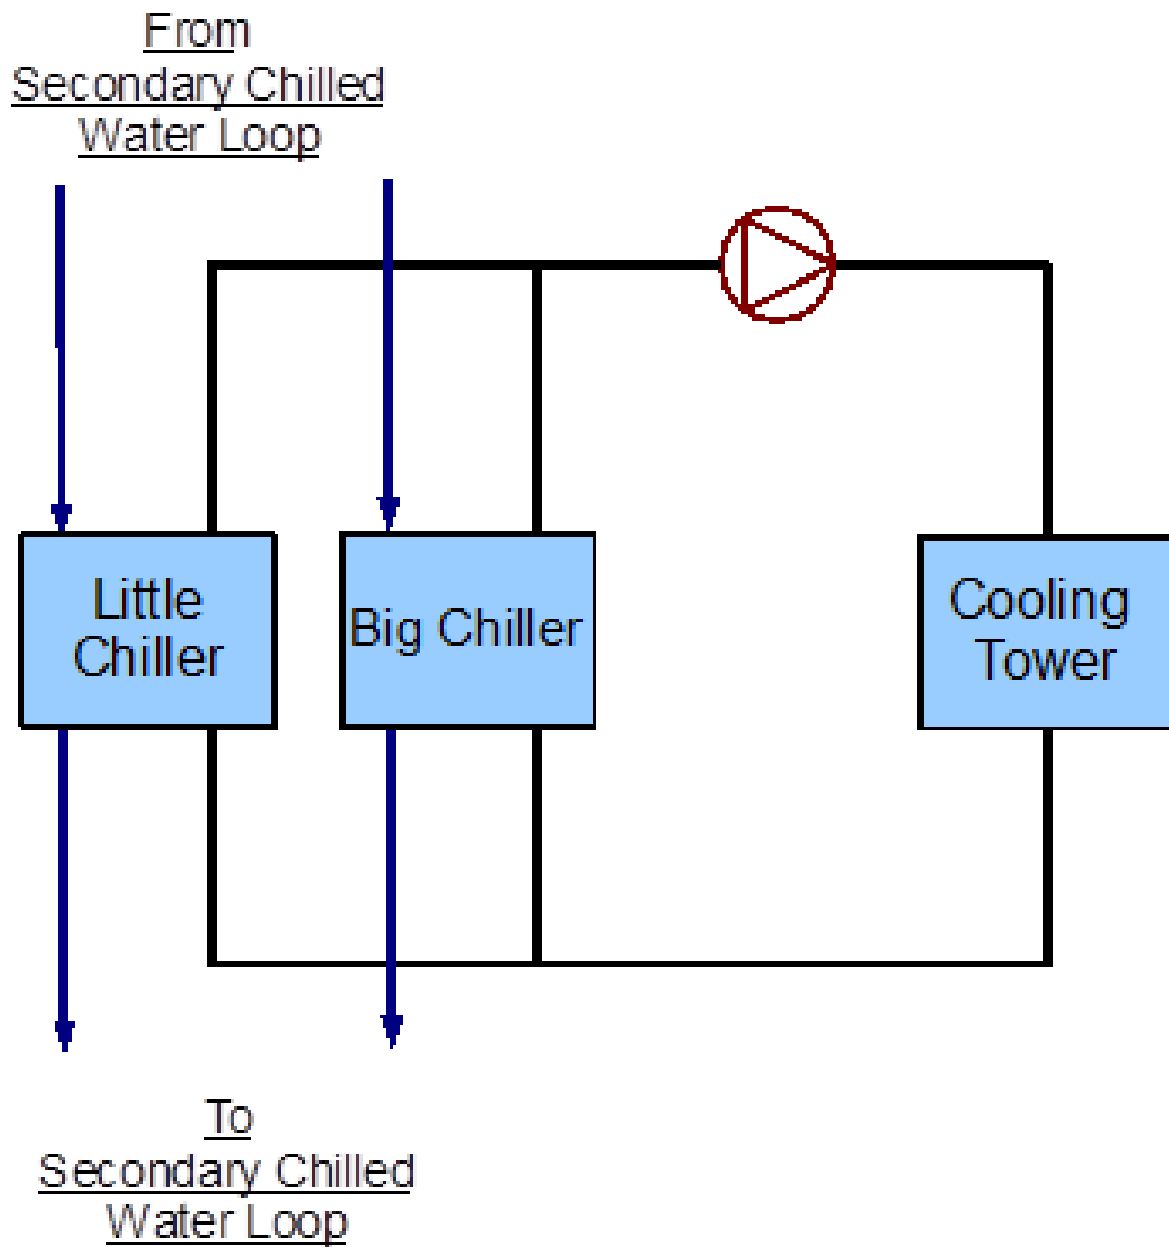 From
Secondary Chilled
Water Loop
Little
Chiller
Big Chiller
Cooling
Tower
To
Secondary Chilled
Water Loop